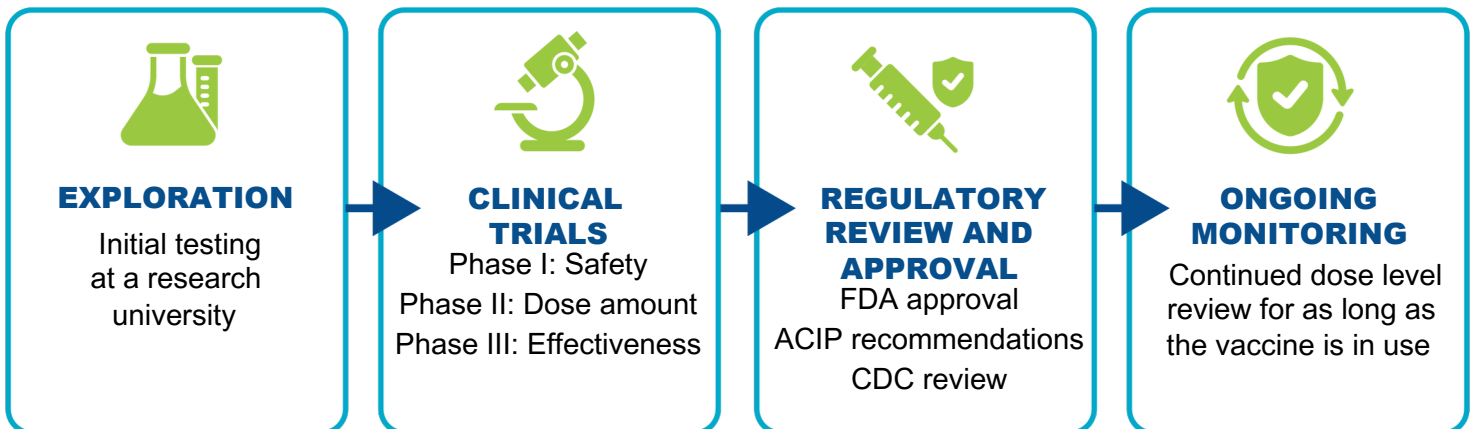 EXPLORATION
Initial testing
at a research
university
CLINICAL
TRIALS
Phase I: Safety
Phase II: Dose amount
Phase III: Effectiveness
REGULATORY
REVIEW AND
APPROVAL
FDA approval
ACIP recommendations
CDC review
ONGOING
MONITORING
Continued dose level
review for as long as
the vaccine is in use